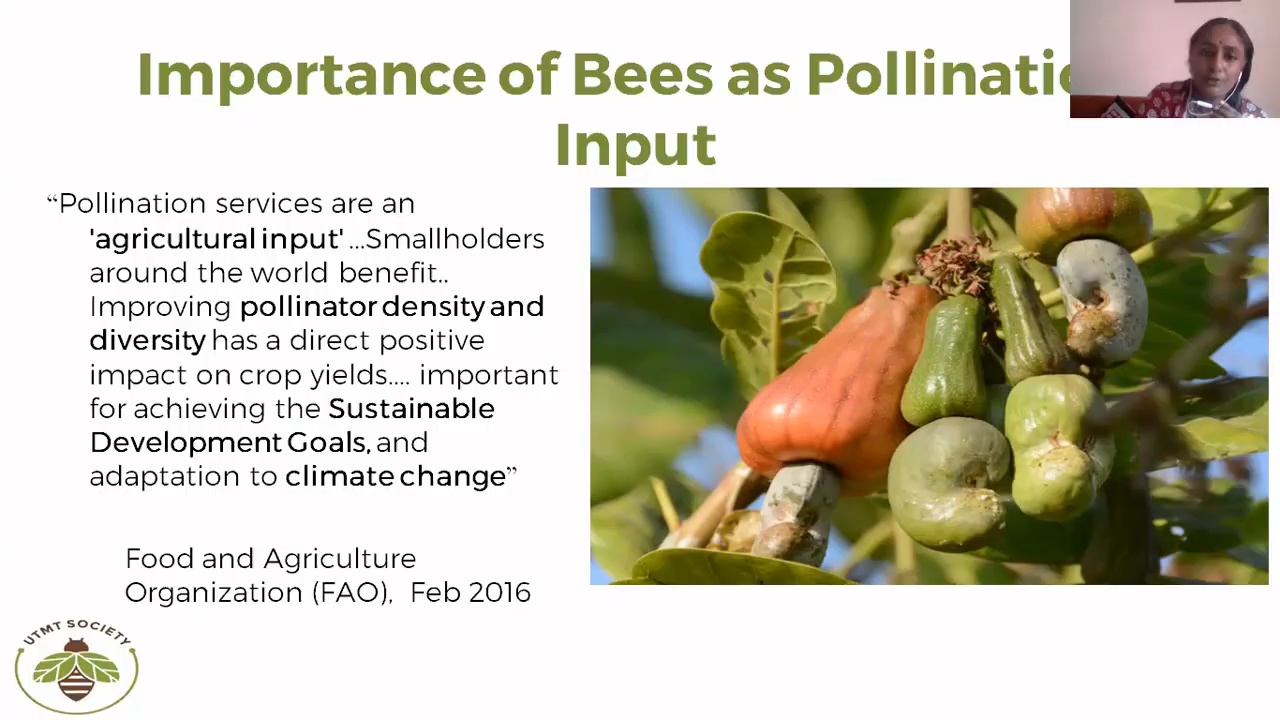 Importance of Bees as
Input
“Pollination services are an
'agricultural input' ...Smallholders
around the world benefit..
Improving pollinator density and
diversity has a direct positive
impact on crop yields.... important
for achieving the Sustainable
Development Goals, and
adaptation to climate change”
Food and Agriculture
Organization (FAO), Feb 2016
UTMT SOCIETY